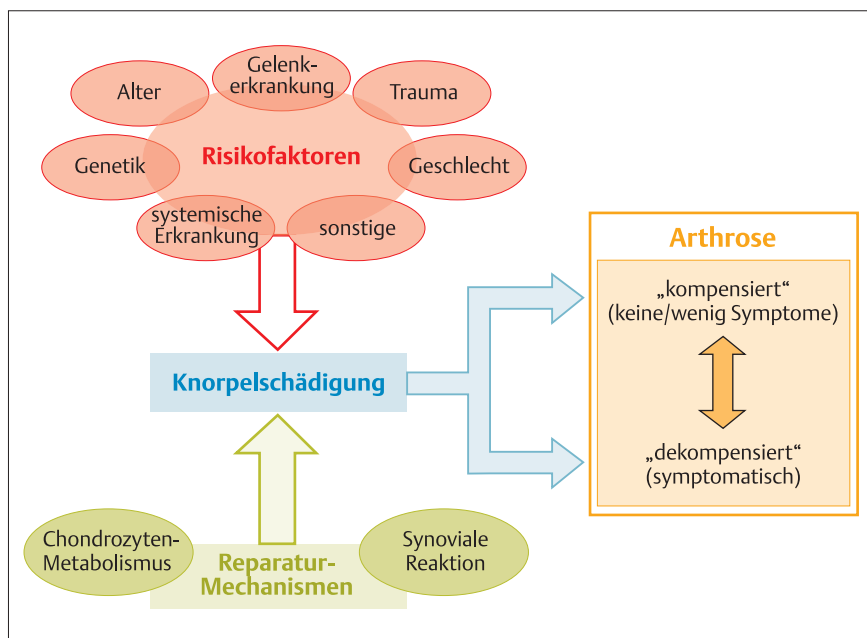 Gelenk-
erkrankung
Alter
Trauma
Risikofaktoren
Genetik
Geschlecht
systemische
Erkrankung
sonstige
Arthrose
„kompensiert“
(keine/wenig Symptome)
Knorpelschädigung
„dekompensiert“
(symptomatisch)
Chondrozyten-
Metabolismus
Synoviale
Reaktion
Reparatur-
Mechanismen